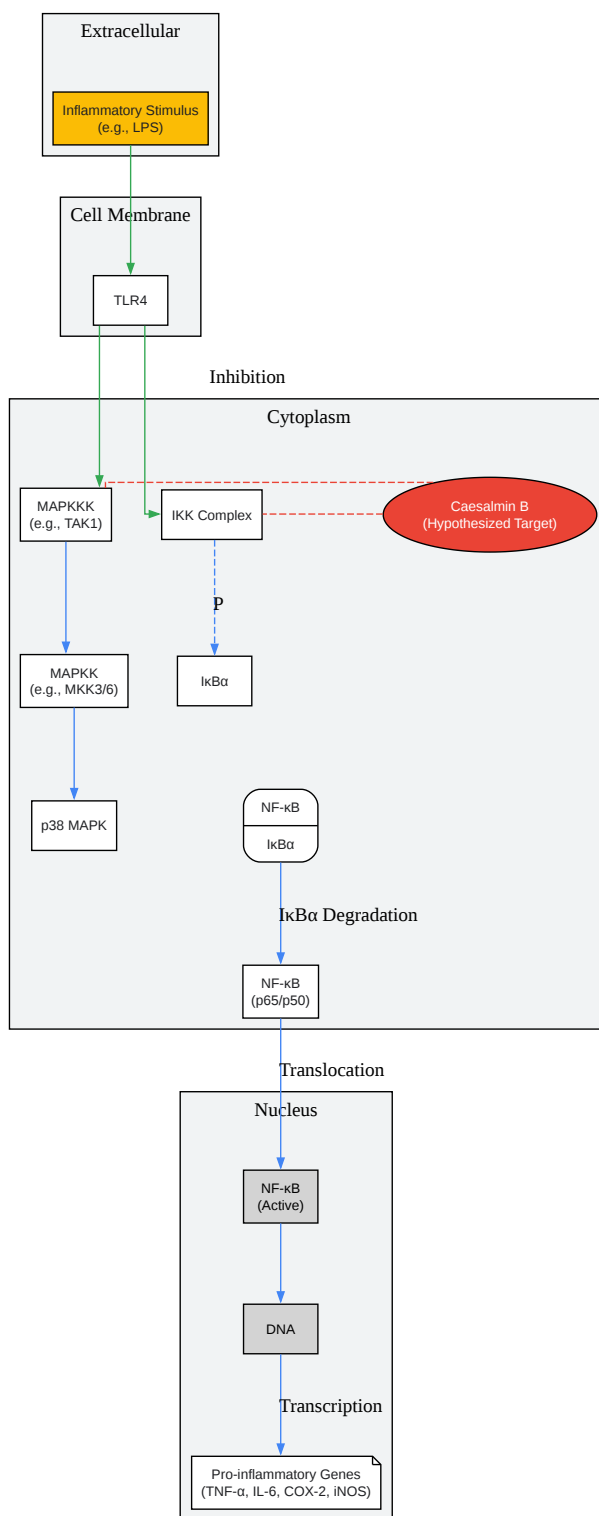 Extracellular
Inflammatory Stimulus
(e.g., LPS)
Cell Membrane
TLR4
Inhibition
Cytoplasm
MAPKKK
(e.g., TAK1)
IKK Complex
Caesalmin B
(Hypothesized Target)
P
MAPKK
(e.g., MKK3/6)
IκBα
p38 MAPK
NF-κB
IκBα
IκBα Degradation
NF-κB
(p65/p50)
Translocation
Nucleus
NF-κB
(Active)
DNA
Transcription
Pro-inflammatory Genes
(TNF-α, IL-6, COX-2, iNOS)